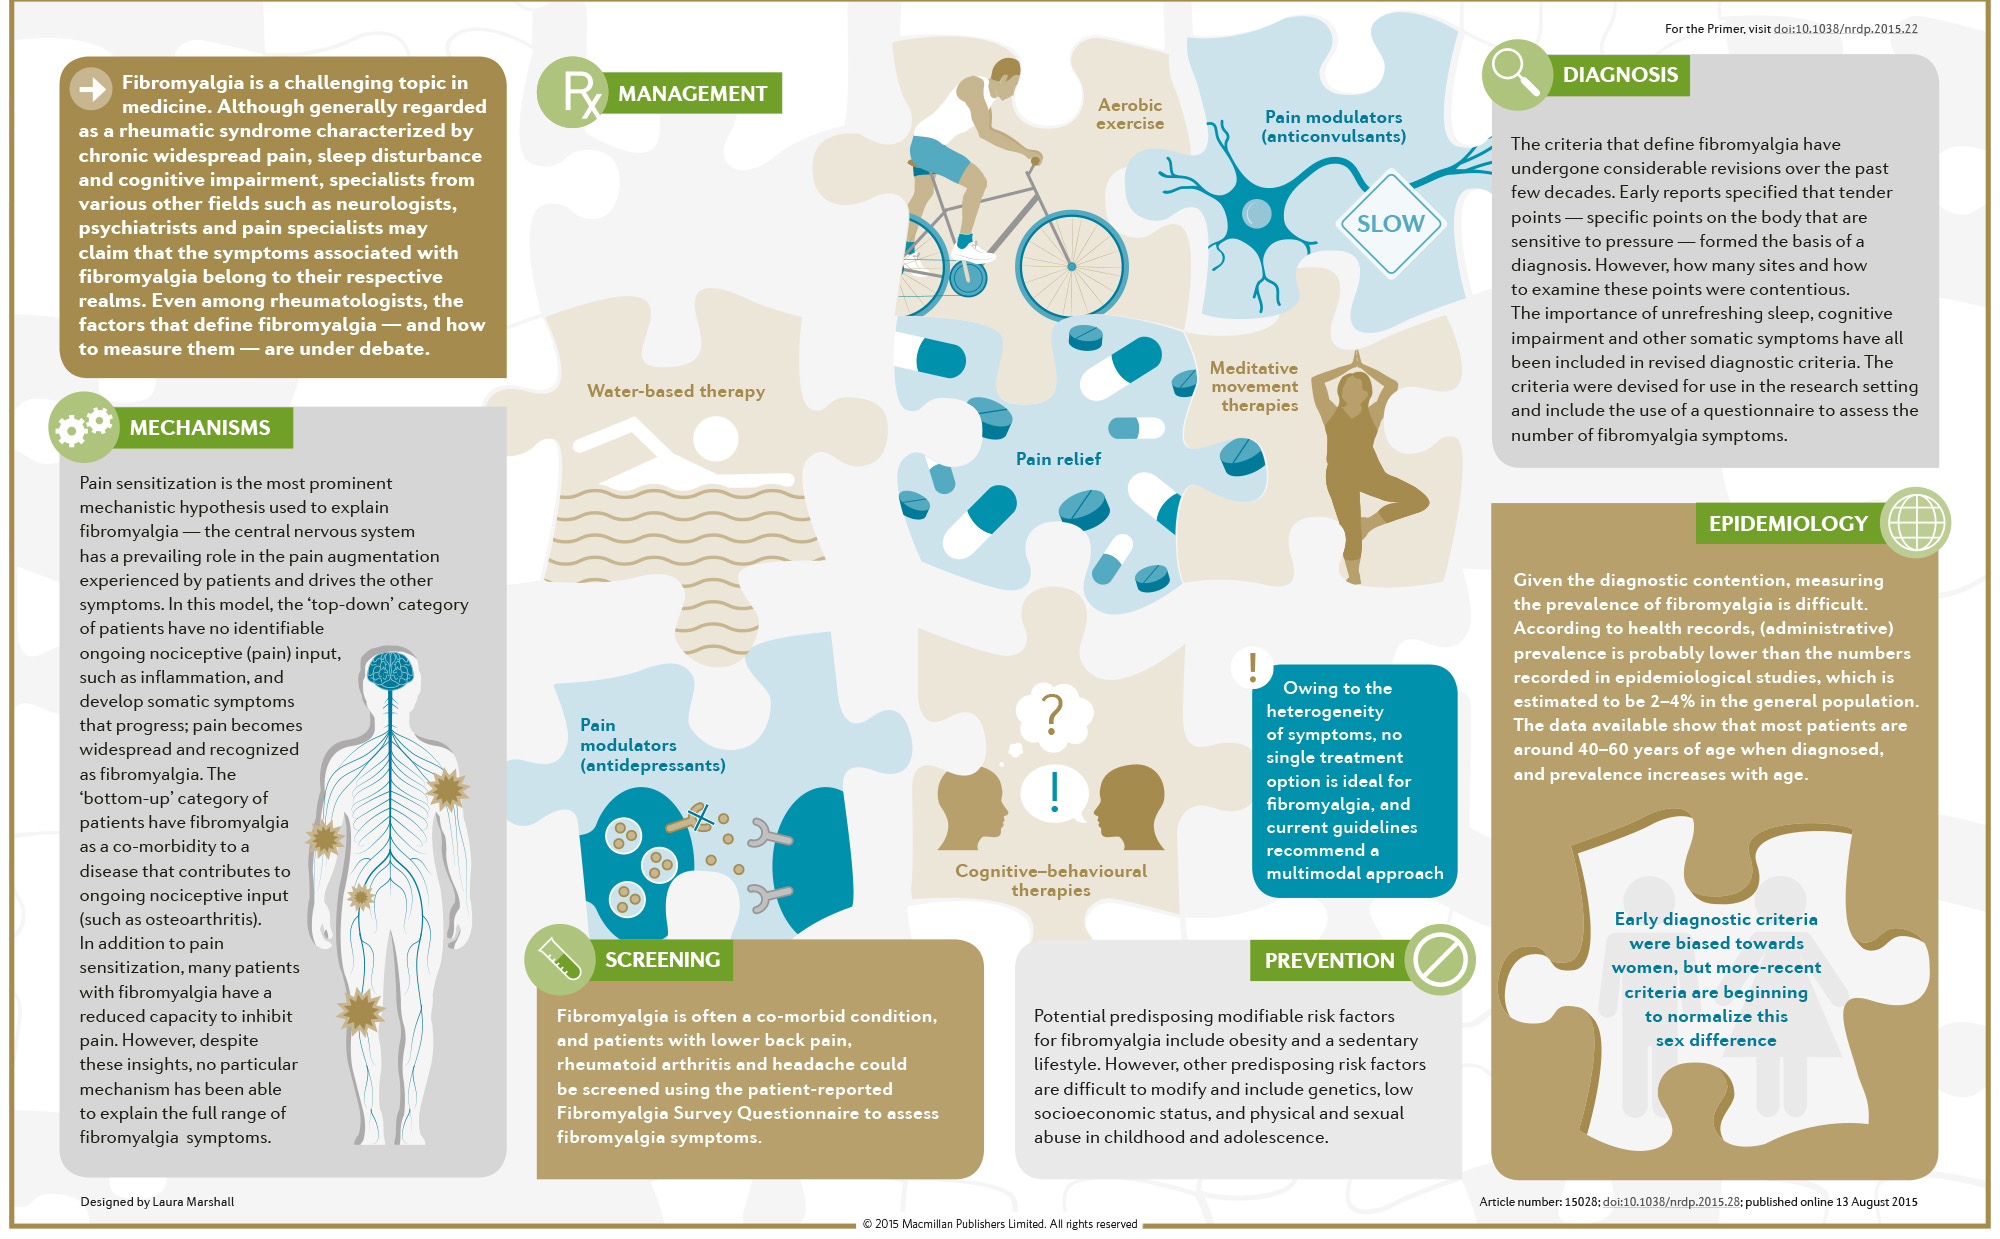 For the Primer, visit doi:10.1038/nrdp.2015.22
Fibromyalgia is a challenging topic in
medicine. Although generally regarded
as a rheumatic syndrome characterized by
chronic widespread pain, sleep disturbance
and cognitive impairment, specialists from
various other fields such as neurologists,
psychiatrists and pain specialists may
claim that the symptoms associated with
fibromyalgia belong to their respective
realms. Even among rheumatologists, the
factors that define fibromyalgia — and how
to measure them — are under debate.
MECHANISMS
Pain sensitization is the most prominent
mechanistic hypothesis used to explain
fibromyalgia — the central nervous system
has a prevailing role in the pain augmentation
experienced by patients and drives the other
symptoms. In this model, the ‘top-down’ category
of patients have no identifiable
ongoing nociceptive (pain) input,
such as inflammation, and
develop somatic symptoms
that progress; pain becomes
widespread and recognized
as fibromyalgia. The
‘bottom-up’ category of
patients have fibromyalgia
as a co-morbidity to a
disease that contributes to
ongoing nociceptive input
(such as osteoarthritis).
In addition to pain
sensitization, many patients
with fibromyalgia have a
reduced capacity to inhibit
pain. However, despite
these insights, no particular
mechanism has been able
to explain the full range of
fibromyalgia symptoms.
Rx
MANAGEMENT
Aerobic
exercise
Pain modulators
(anticonvulsants)
SLOW
Water-based therapy
Pain relief
Meditative
movement
therapies
Pain
modulators
(antidepressants)
?
!
Cognitive–behavioural
therapies
!
Owing to the
heterogeneity
of symptoms, no
single treatment
option is ideal for
fibromyalgia, and
current guidelines
recommend a
multimodal approach
SCREENING
Fibromyalgia is often a co-morbid condition,
and patients with lower back pain,
rheumatoid arthritis and headache could
be screened using the patient-reported
Fibromyalgia Survey Questionnaire to assess
fibromyalgia symptoms.
PREVENTION
Potential predisposing modifiable risk factors
for fibromyalgia include obesity and a sedentary
lifestyle. However, other predisposing risk factors
are difficult to modify and include genetics, low
socioeconomic status, and physical and sexual
abuse in childhood and adolescence.
DIAGNOSIS
The criteria that define fibromyalgia have
undergone considerable revisions over the past
few decades. Early reports specified that tender
points — specific points on the body that are
sensitive to pressure — formed the basis of a
diagnosis. However, how many sites and how
to examine these points were contentious.
The importance of unrefreshing sleep, cognitive
impairment and other somatic symptoms have all
been included in revised diagnostic criteria. The
criteria were devised for use in the research setting
and include the use of a questionnaire to assess the
number of fibromyalgia symptoms.
EPIDEMIOLOGY
Given the diagnostic contention, measuring
the prevalence of fibromyalgia is difficult.
According to health records, (administrative)
prevalence is probably lower than the numbers
recorded in epidemiological studies, which is
estimated to be 2–4% in the general population.
The data available show that most patients are
around 40–60 years of age when diagnosed,
and prevalence increases with age.
Early diagnostic criteria
were biased towards
women, but more-recent
criteria are beginning
to normalize this
sex difference
Designed by Laura Marshall
Article number: 15028; doi:10.1038/nrdp.2015.28; published online 13 August 2015
© 2015 Macmillan Publishers Limited. All rights reserved